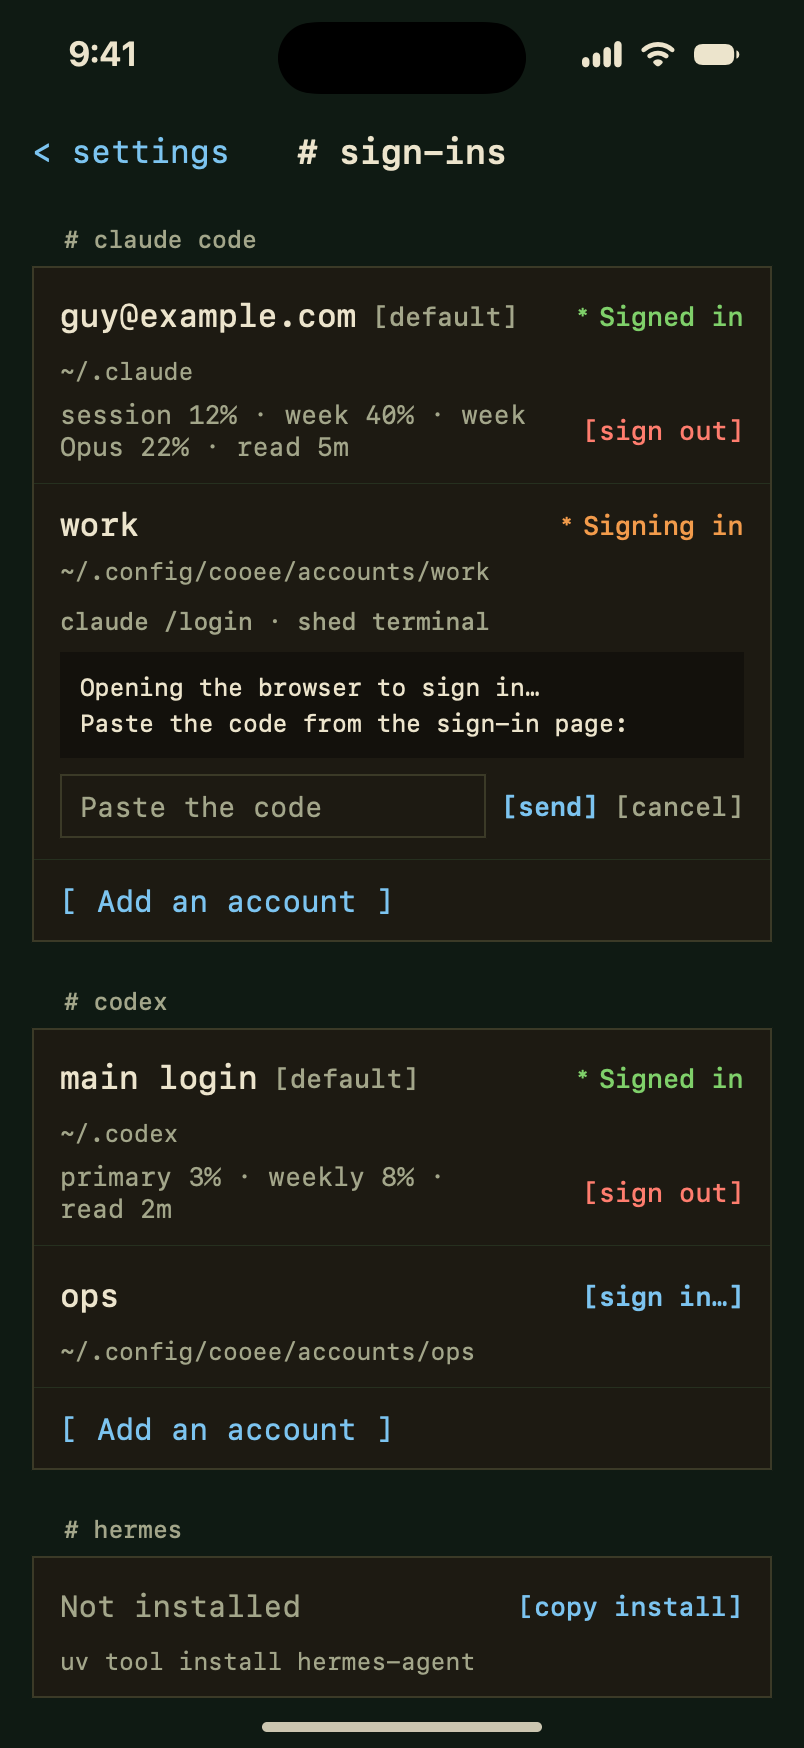 9:41
< settings # sign-ins
# claude code
guy@example.com [default] * Signed in
~/.claude
session 12% · week 40% · week
Opus 22% · read 5m
[sign out]
work * Signing in
~/.config/cooee/accounts/work
claude /login · shed terminal
Opening the browser to sign in…
Paste the code from the sign-in page:
Paste the code [send] [cancel]
[ Add an account ]
# codex
main login [default] * Signed in
~/.codex
primary 3% · weekly 8% ·
read 2m
[sign out]
ops [sign in…]
~/.config/cooee/accounts/ops
[ Add an account ]
# hermes
Not installed [copy install]
uv tool install hermes-agent